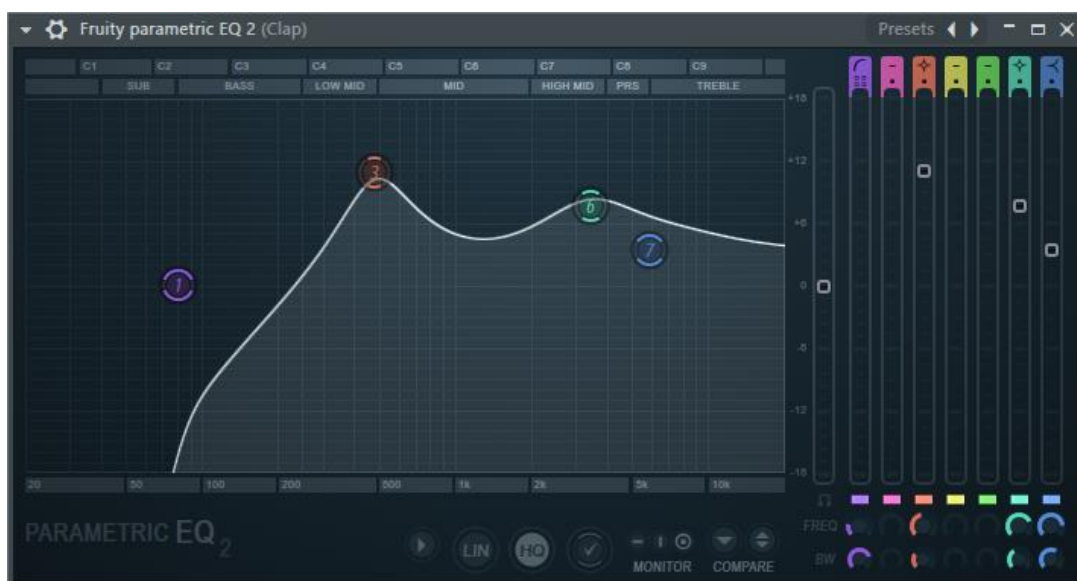 Fruity parametric EQ 2 (Clap) Presets
C1 C2 C3 C4 C5 C6 C7 C8 C9
SUB BASS LOW MID MID HIGH MID PRS TREBLE
+18
+12
+6
0
-6
-12
-18
3
6
7
1
20 50 100 200 500 1k 2k 5k 10k
PARAMETRIC EQ 2
LIN HQ
MONITOR COMPARE
FREQ
BW